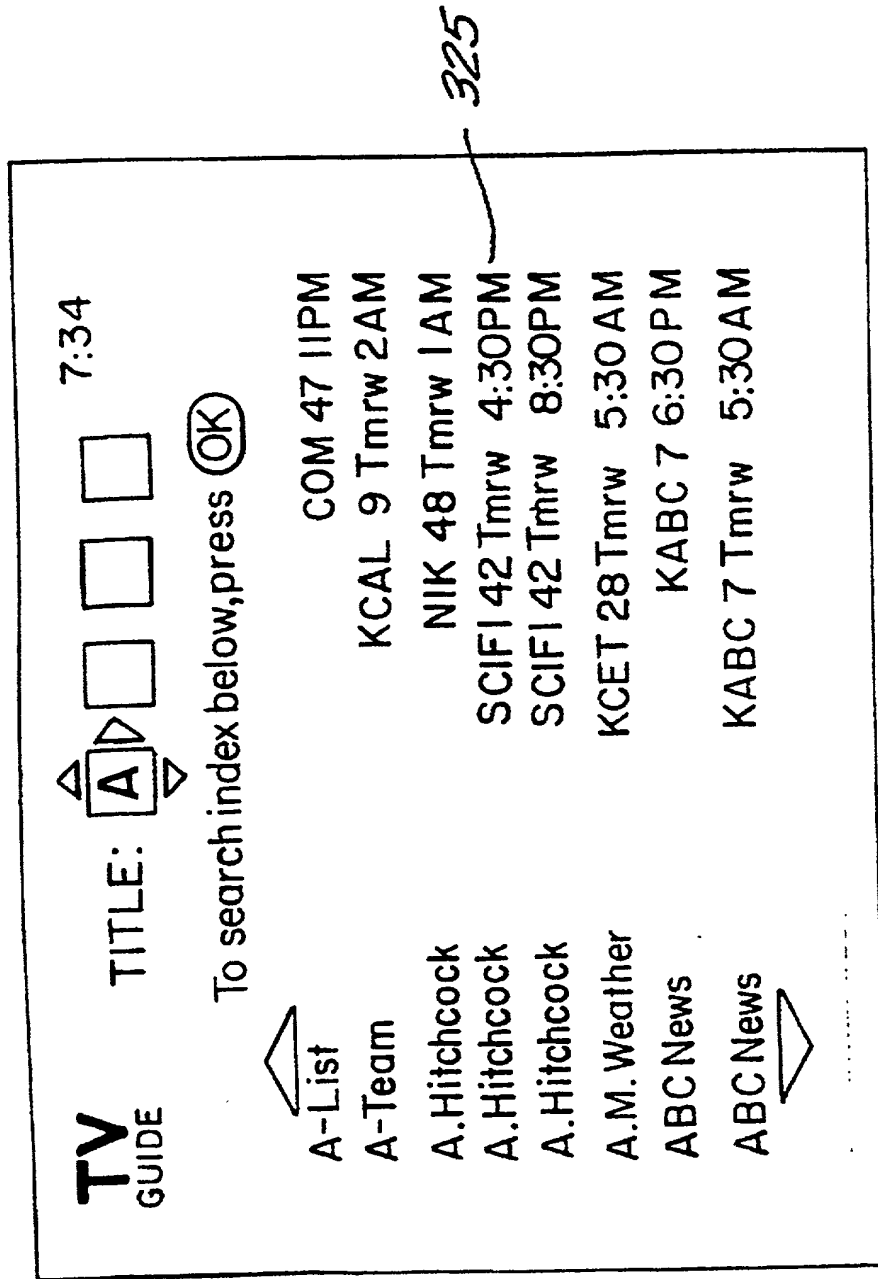 TV
GUIDE
TITLE: A 7:34
To search index below, press OK
A-List COM 47 11PM
A-Team KCAL 9 Tmrw 2AM
A.Hitchcock NIK 48 Tmrw 1AM
A.Hitchcock SCIFI 42 Tmrw 4:30PM
A.Hitchcock SCIFI 42 Tmrw 8:30PM
A.M. Weather KCET 28 Tmrw 5:30AM
ABC News KABC 7 6:30PM
ABC News KABC 7 Tmrw 5:30AM
325